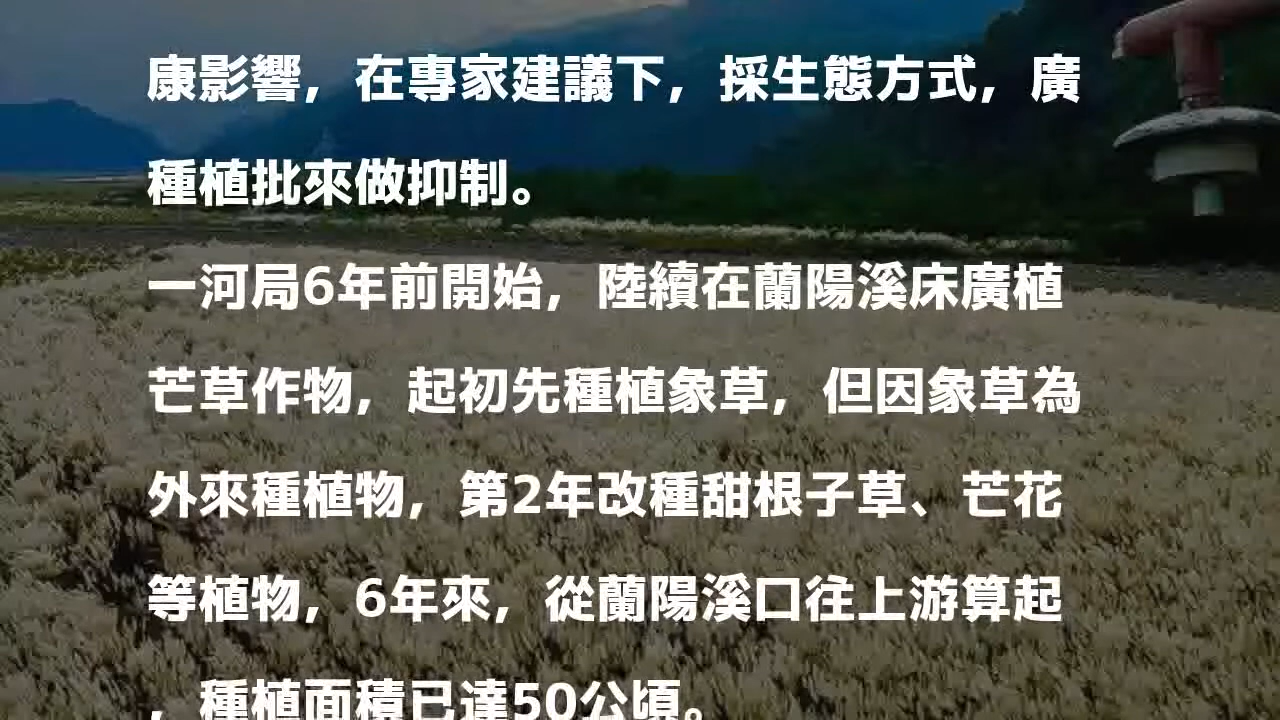 康影響，在專家建議下，採生態方式，廣
種植批來做抑制。
一河局6年前開始，陸續在蘭陽溪床廣植
芒草作物，起初先種植象草，但因象草為
外來種植物，第2年改種甜根子草、芒花
等植物，6年來，從蘭陽溪口往上游算起
，種植面積已達50公頃。